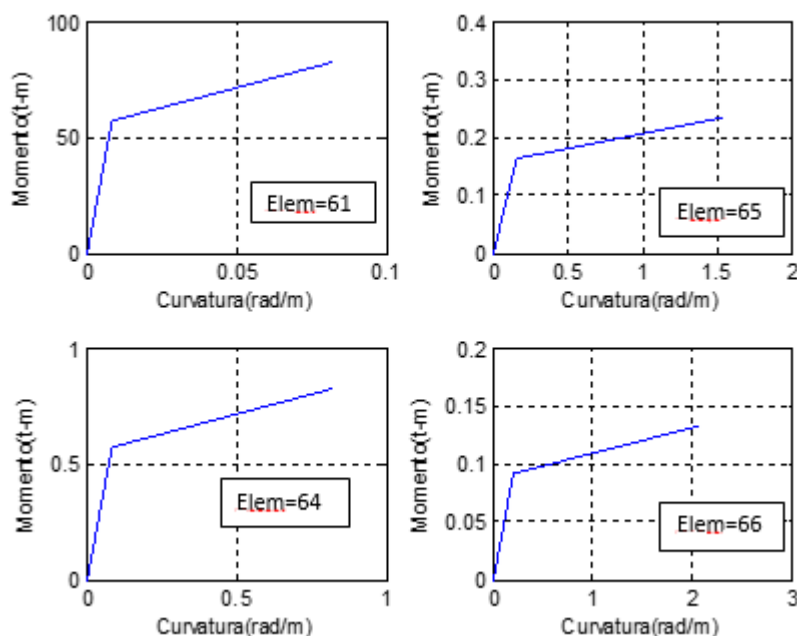 100
50
0
Momento(t-m)
Elem=61
0
0.05
0.1
Curvatura(rad/m)
0.4
0.3
0.2
0.1
0
Momento(t-m)
Elem=65
0
0.5
1
1.5
2
Curvatura(rad/m)
1
0.5
0
Momento(t-m)
Elem=64
0
0.5
1
Curvatura(rad/m)
0.2
0.15
0.1
0.05
0
Momento(t-m)
Elem=66
0
1
2
3
Curvatura(rad/m)